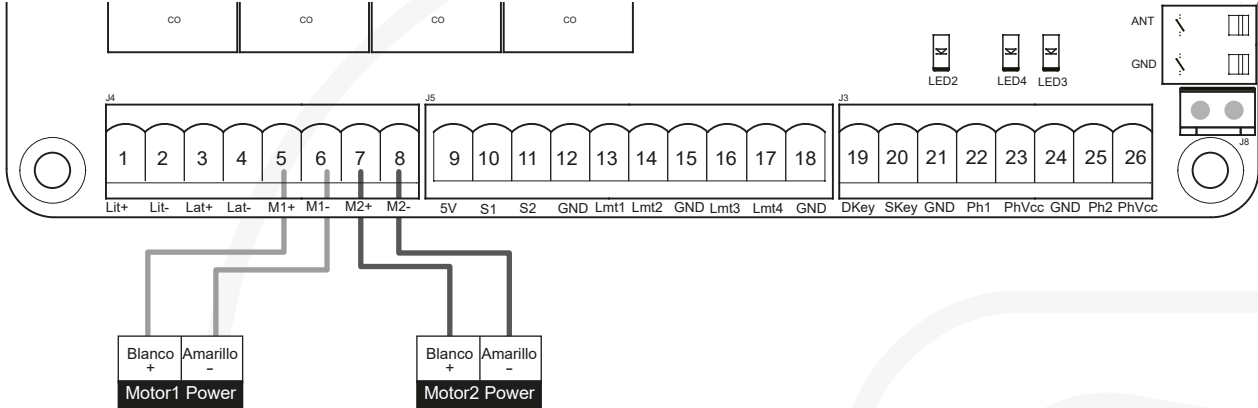 CO CO CO CO
ANT
GND
LED2 LED4 LED3
J4 J5 J3
J8
1 2 3 4 5 6 7 8 9 10 11 12 13 14 15 16 17 18 19 20 21 22 23 24 25 26
Lit+ Lit- Lat+ Lat- M1+ M1- M2+ M2- 5V S1 S2 GND Lmt1 Lmt2 GND Lmt3 Lmt4 GND DKey SKey GND Ph1 PhVcc GND Ph2 PhVcc
Blanco Amarillo Blanco Amarillo
+ - + -
Motor1 Power Motor2 Power